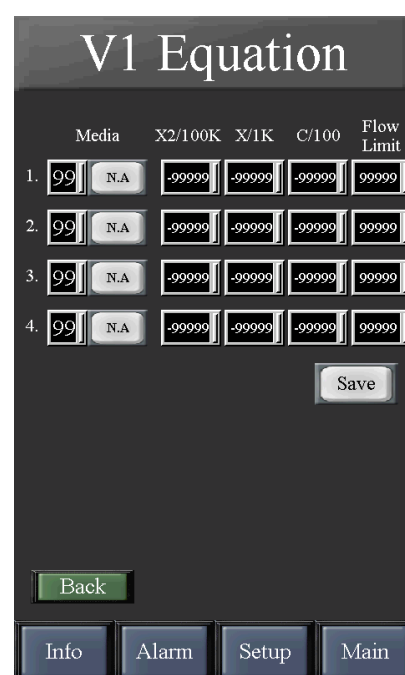 V1 Equation
Media X2/100K X/1K C/100 Flow Limit
1. 99 N.A -99999 -99999 -99999 99999
2. 99 N.A -99999 -99999 -99999 99999
3. 99 N.A -99999 -99999 -99999 99999
4. 99 N.A -99999 -99999 -99999 99999
Save
Back
Info Alarm Setup Main